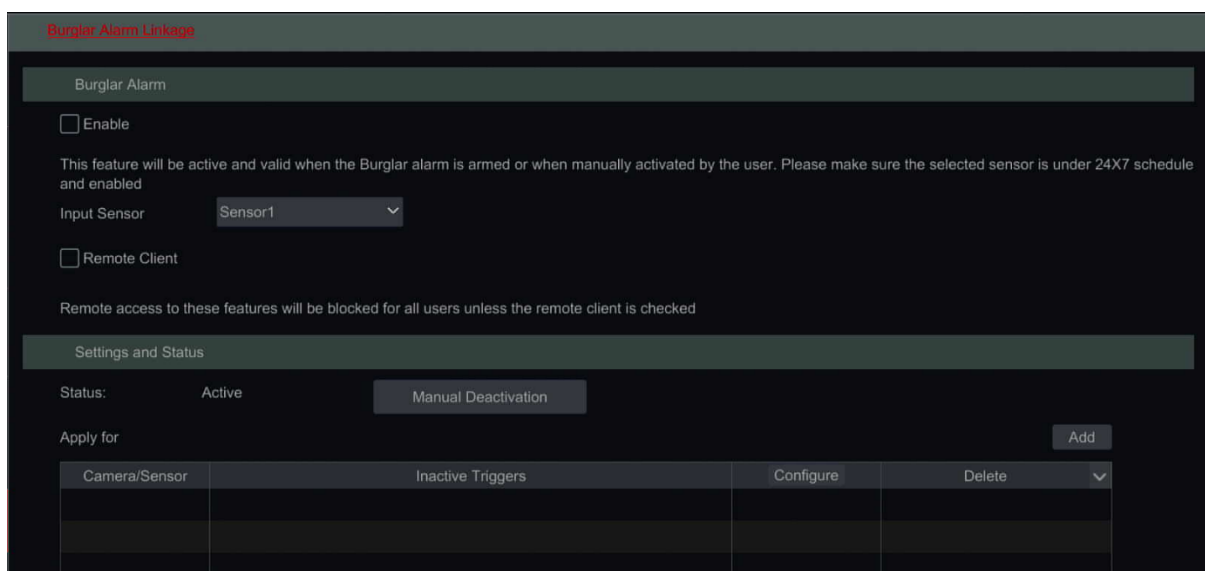 Burglar Alarm Linkage
Burglar Alarm
Enable
This feature will be active and valid when the Burglar alarm is armed or when manually activated by the user. Please make sure the selected sensor is under 24X7 schedule
and enabled
Input Sensor Sensor1
Remote Client
Remote access to these features will be blocked for all users unless the remote client is checked
Settings and Status
Status: Active Manual Deactivation
Apply for Add
Camera/Sensor Inactive Triggers Configure Delete